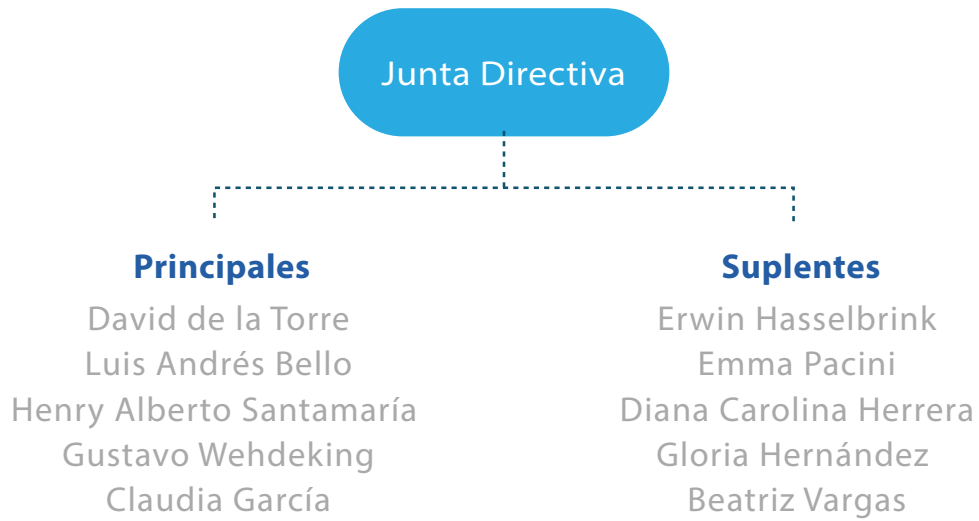 Junta Directiva
Principales
David de la Torre
Luis Andrés Bello
Henry Alberto Santamaría
Gustavo Wehdeking
Claudia García
Suplentes
Erwin Hasselbrink
Emma Pacini
Diana Carolina Herrera
Gloria Hernández
Beatriz Vargas